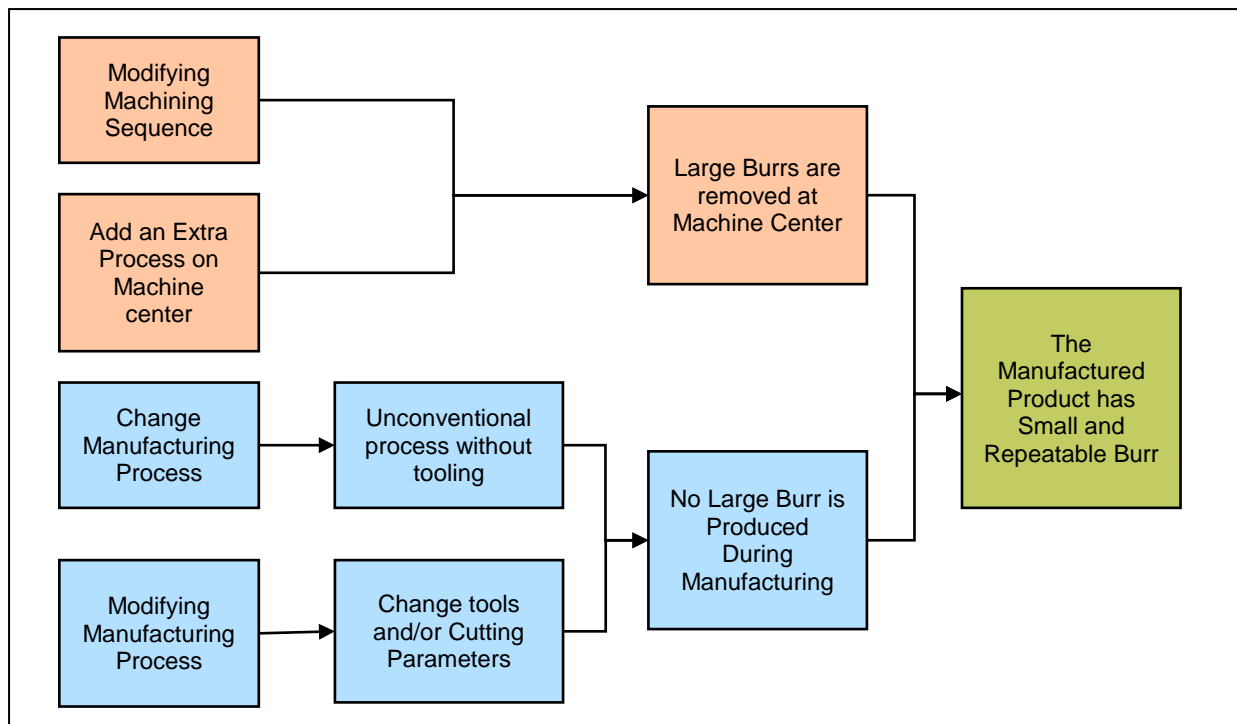 Modifying
Machining
Sequence
Add an Extra
Process on
Machine
center
Large Burrs are
removed at
Machine Center
Change
Manufacturing
Process
Unconventional
process without
tooling
Modifying
Manufacturing
Process
Change tools
and/or Cutting
Parameters
No Large Burr is
Produced
During
Manufacturing
The
Manufactured
Product has
Small and
Repeatable Burr